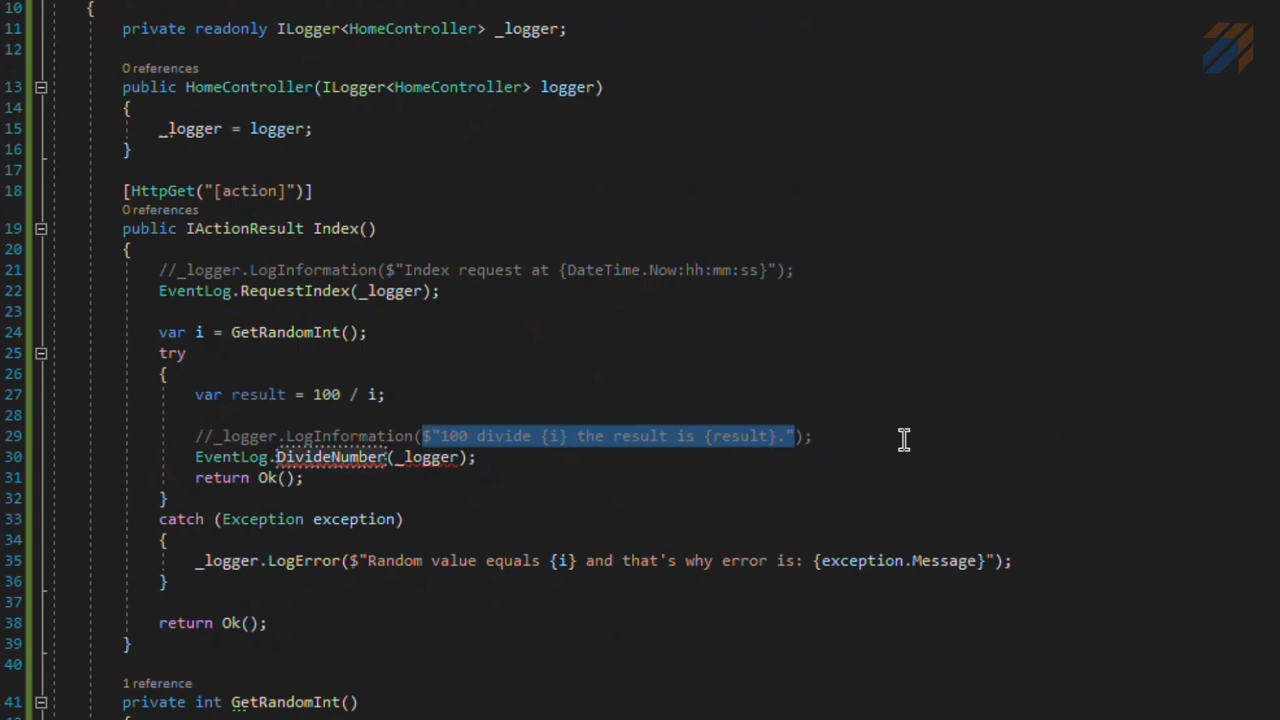 10 {
11 private readonly ILogger<HomeController> _logger;
12
0 references
13 public HomeController(ILogger<HomeController> logger)
14 {
15 _logger = logger;
16 }
17
18 [HttpGet("[action]")]
0 references
19 public IActionResult Index()
20 {
21 //_logger.LogInformation($"Index request at {DateTime.Now:hh:mm:ss}");
22 EventLog.RequestIndex(_logger);
23
24 var i = GetRandomInt();
25 try
26 {
27 var result = 100 / i;
28
29 //_logger.LogInformation($"100 divide {i} the result is {result}.");
30 EventLog.DivideNumber(_logger);
31 return Ok();
32 }
33 catch (Exception exception)
34 {
35 _logger.LogError($"Random value equals {i} and that's why error is: {exception.Message}");
36 }
37
38 return Ok();
39 }
40
1 reference
41 private int GetRandomInt()